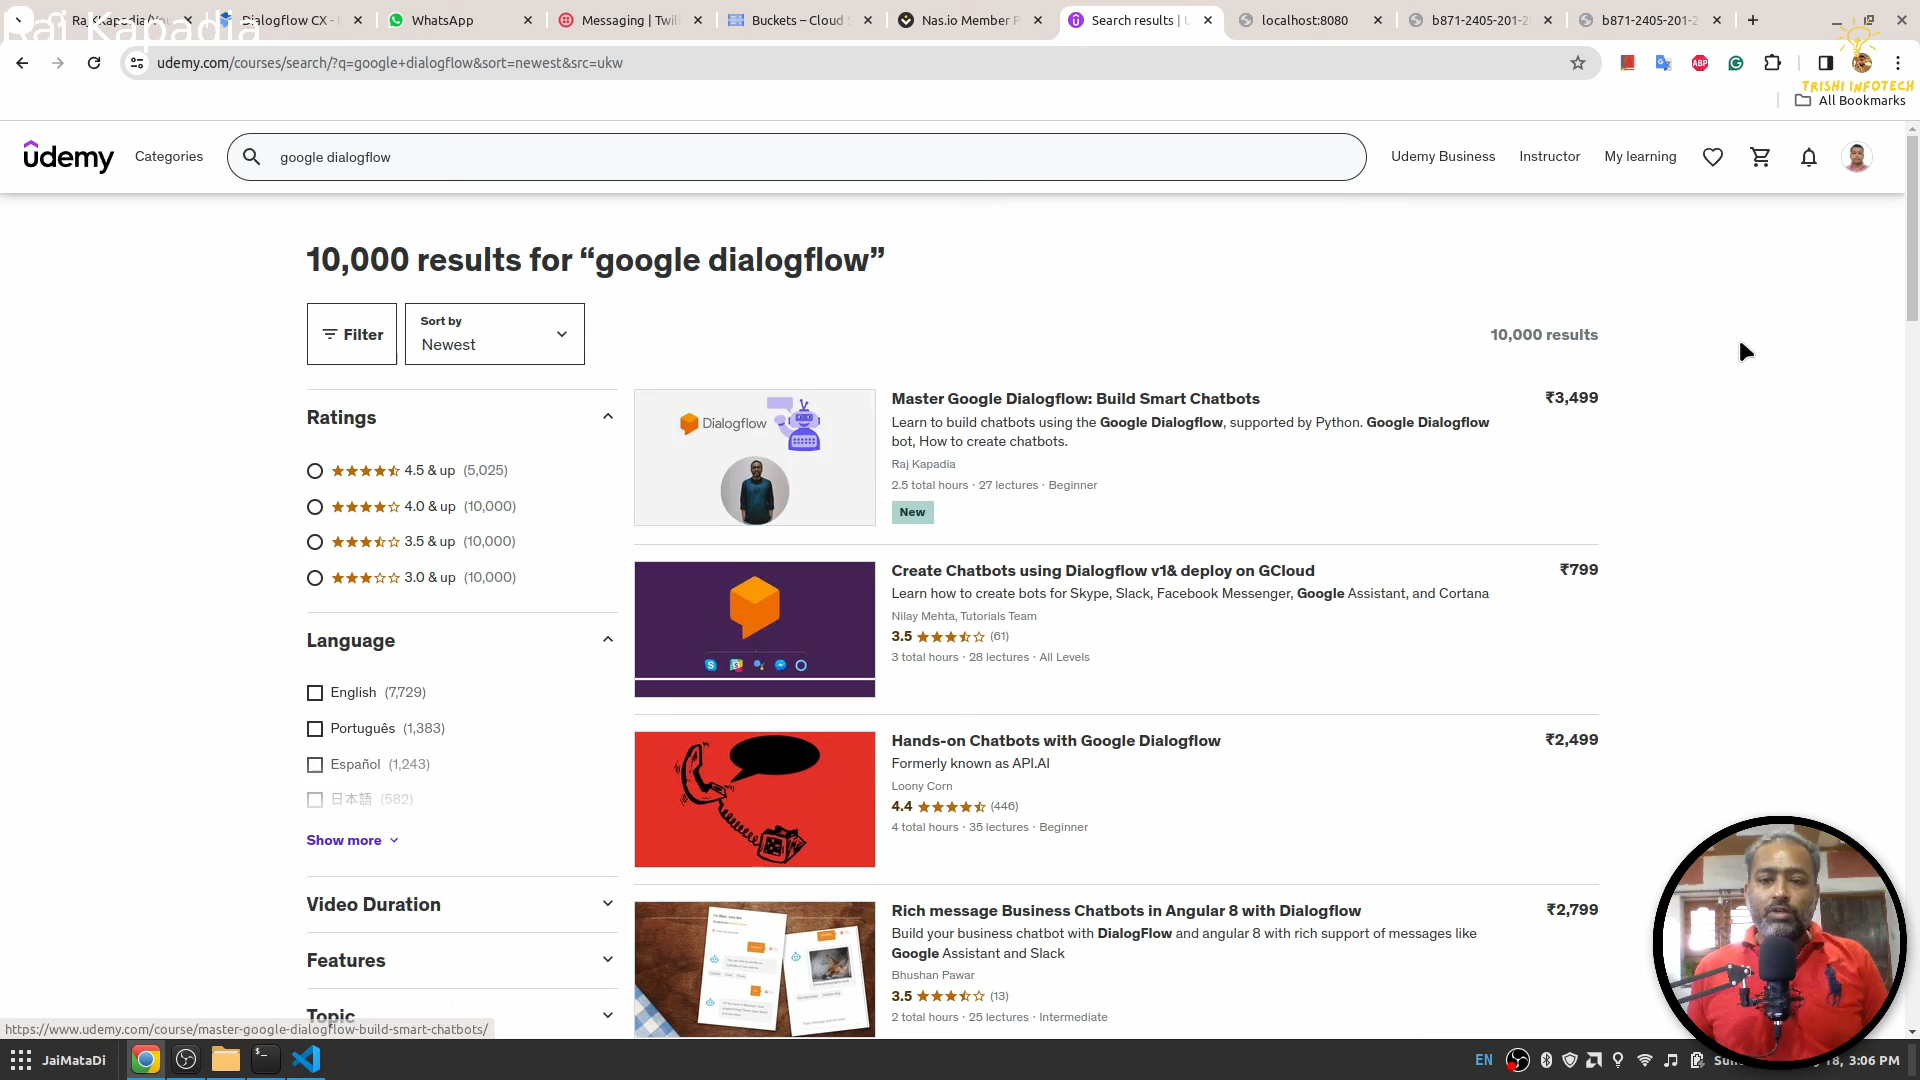 Raj Kapadia
Raj Kapadia/You
Dialogflow CX -
WhatsApp
Messaging | Twili
Buckets – Cloud S
Nas.io Member P
Search results | U
localhost:8080
b871-2405-201-2
b871-2405-201-2
udemy.com/courses/search/?q=google+dialogflow&sort=newest&src=ukw
ABP
TRISHI INFOTECH
All Bookmarks
udemy
Categories
google dialogflow
Udemy Business
Instructor
My learning
10,000 results for “google dialogflow”
Filter
Sort by
Newest
10,000 results
Ratings
4.5 & up (5,025)
4.0 & up (10,000)
3.5 & up (10,000)
3.0 & up (10,000)
Language
English (7,729)
Português (1,383)
Español (1,243)
日本語 (582)
Show more
Video Duration
Features
Topic
Dialogflow
Master Google Dialogflow: Build Smart Chatbots
₹3,499
Learn to build chatbots using the Google Dialogflow, supported by Python. Google Dialogflow
bot, How to create chatbots.
Raj Kapadia
2.5 total hours · 27 lectures · Beginner
New
Create Chatbots using Dialogflow v1& deploy on GCloud
₹799
Learn how to create bots for Skype, Slack, Facebook Messenger, Google Assistant, and Cortana
Nilay Mehta, Tutorials Team
3.5 (61)
3 total hours · 28 lectures · All Levels
Hands-on Chatbots with Google Dialogflow
₹2,499
Formerly known as API.AI
Loony Corn
4.4 (446)
4 total hours · 35 lectures · Beginner
Rich message Business Chatbots in Angular 8 with Dialogflow
₹2,799
Build your business chatbot with DialogFlow and angular 8 with rich support of messages like
Google Assistant and Slack
Bhushan Pawar
3.5 (13)
2 total hours · 25 lectures · Intermediate
https://www.udemy.com/course/master-google-dialogflow-build-smart-chatbots/
JaiMataDi
EN
18, 3:06 PM